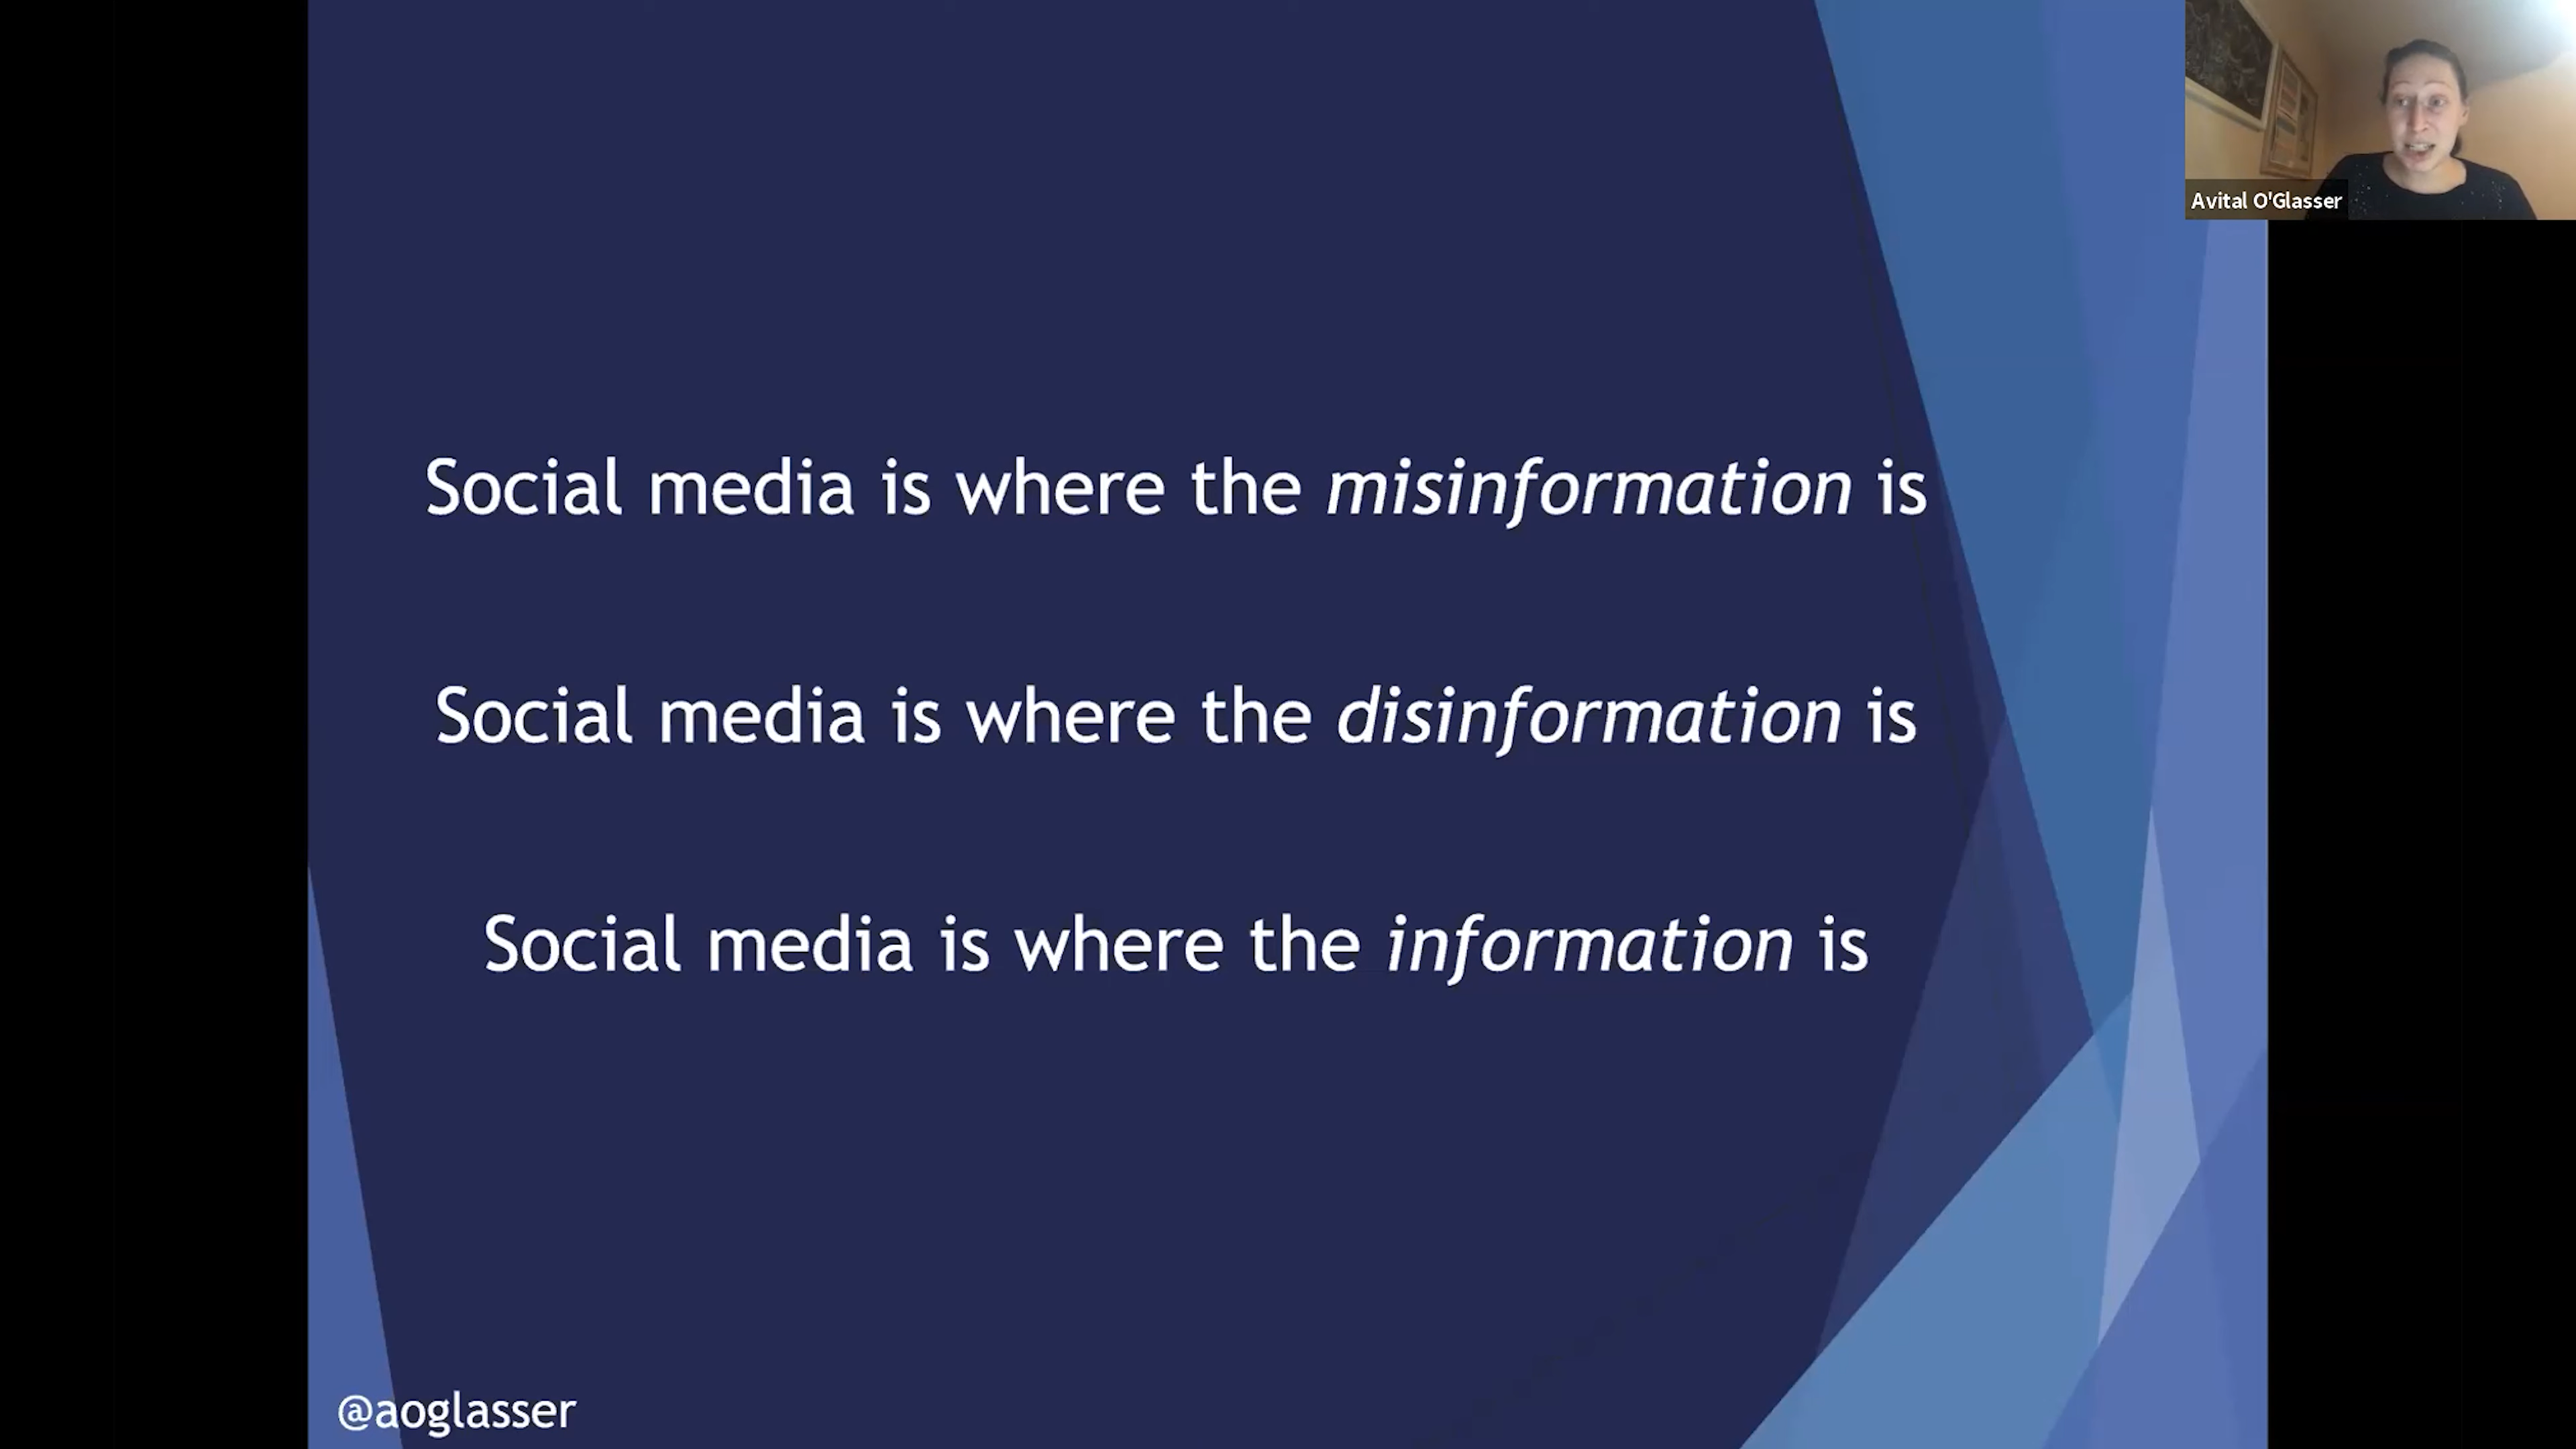 Avital O'Glasser
Social media is where the misinformation is
Social media is where the disinformation is
Social media is where the information is
@aoglasser